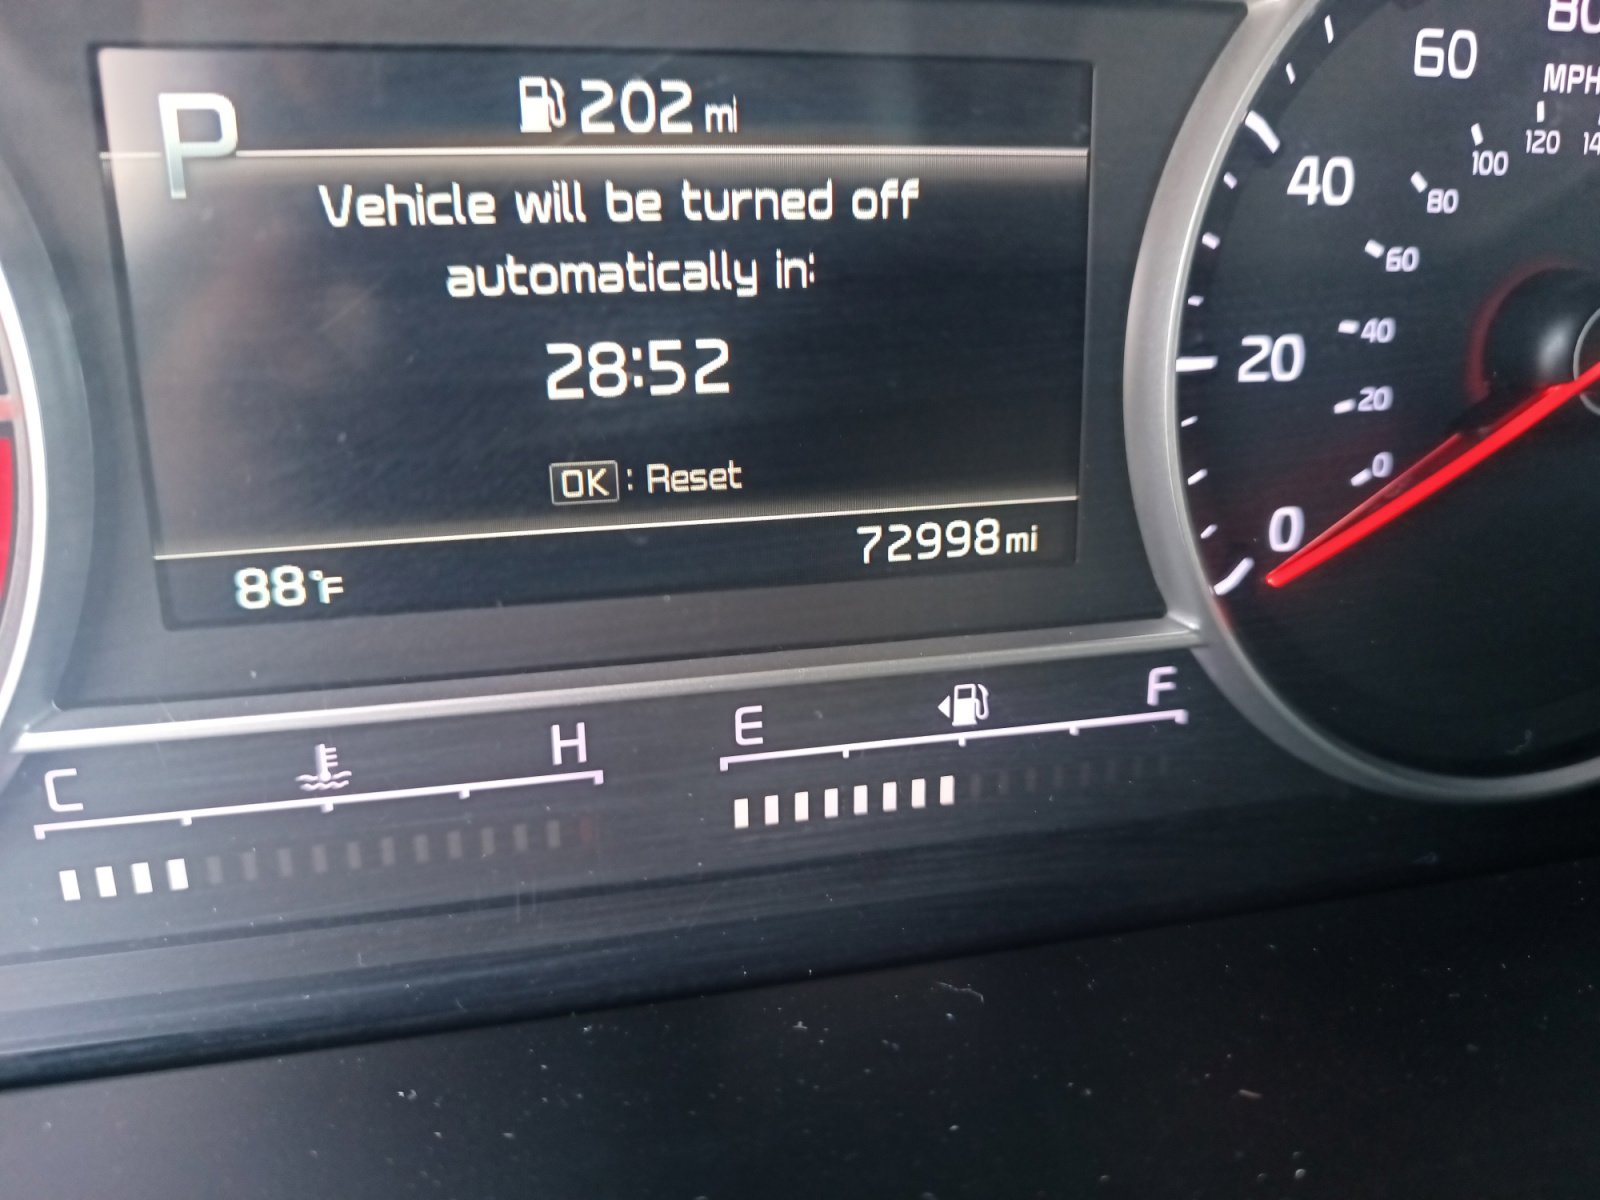 P
202 mi
Vehicle will be turned off
automatically in:
28:52
OK : Reset
72998 mi
88°F
C H
E F
80
60
MPH
40
20
0
120
100
80
60
40
20
0